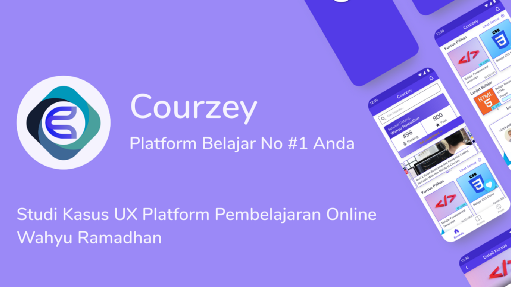 Courzey
Platform Belajar No #1 Anda
Studi Kasus UX Platform Pembelajaran Online
Wahyu Ramadhan